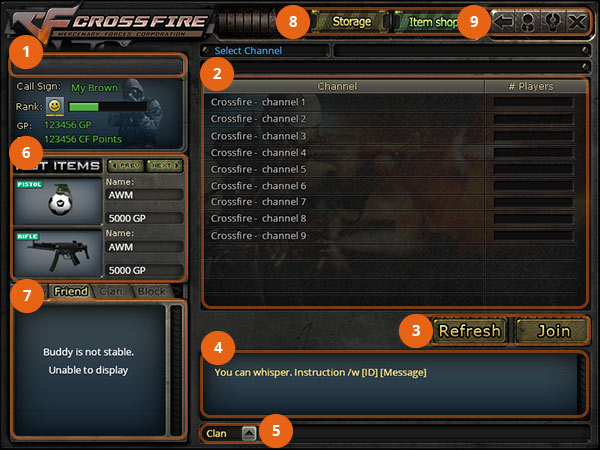 CROSSFIRE
MERCENARY FORCES CORPORATION
8
Storage
Item shop
9
1
Select Channel
2
Call Sign: My Brown
Rank:
GP: 123456 GP
123456 CF Points
Channel # Players
Crossfire - channel 1
Crossfire - channel 2
Crossfire - channel 3
Crossfire - channel 4
Crossfire - channel 5
Crossfire - channel 6
Crossfire - channel 7
Crossfire - channel 8
Crossfire - channel 9
6
ITEMS
PREV
NEXT
PISTOL
Name:
AWM
5000 GP
RIFLE
Name:
AWM
5000 GP
7
Friend Clan Block
Buddy is not stable.
Unable to display
3
Refresh
Join
4
You can whisper. Instruction /w [ID] [Message]
Clan
5